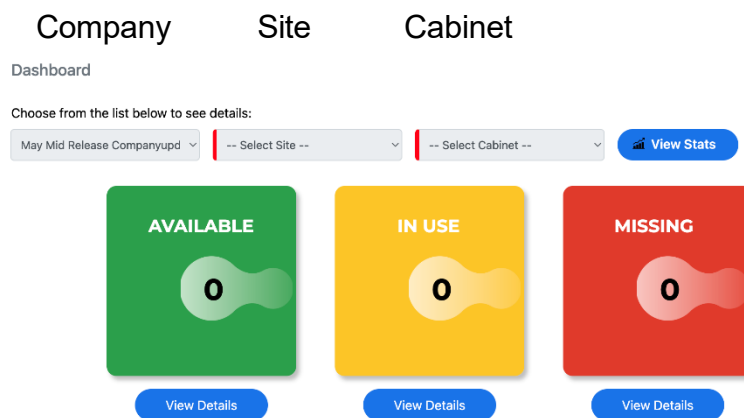 Company Site Cabinet
Dashboard
Choose from the list below to see details:
May Mid Release Companyupd -- Select Site -- -- Select Cabinet -- View Stats
AVAILABLE IN USE MISSING
0 0 0
View Details View Details View Details